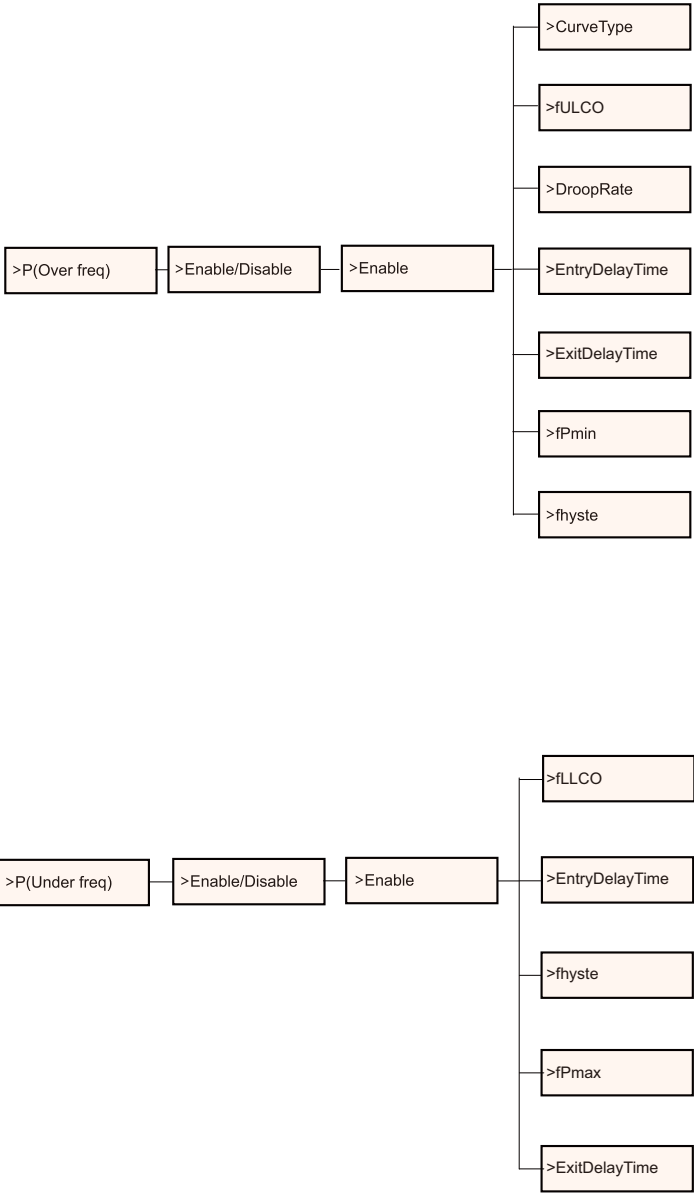 >P(Over freq)
>Enable/Disable
>Enable
>CurveType
>fULCO
>DroopRate
>EntryDelayTime
>ExitDelayTime
>fPmin
>fhyste
>P(Under freq)
>Enable/Disable
>Enable
>fLLCO
>EntryDelayTime
>fhyste
>fPmax
>ExitDelayTime